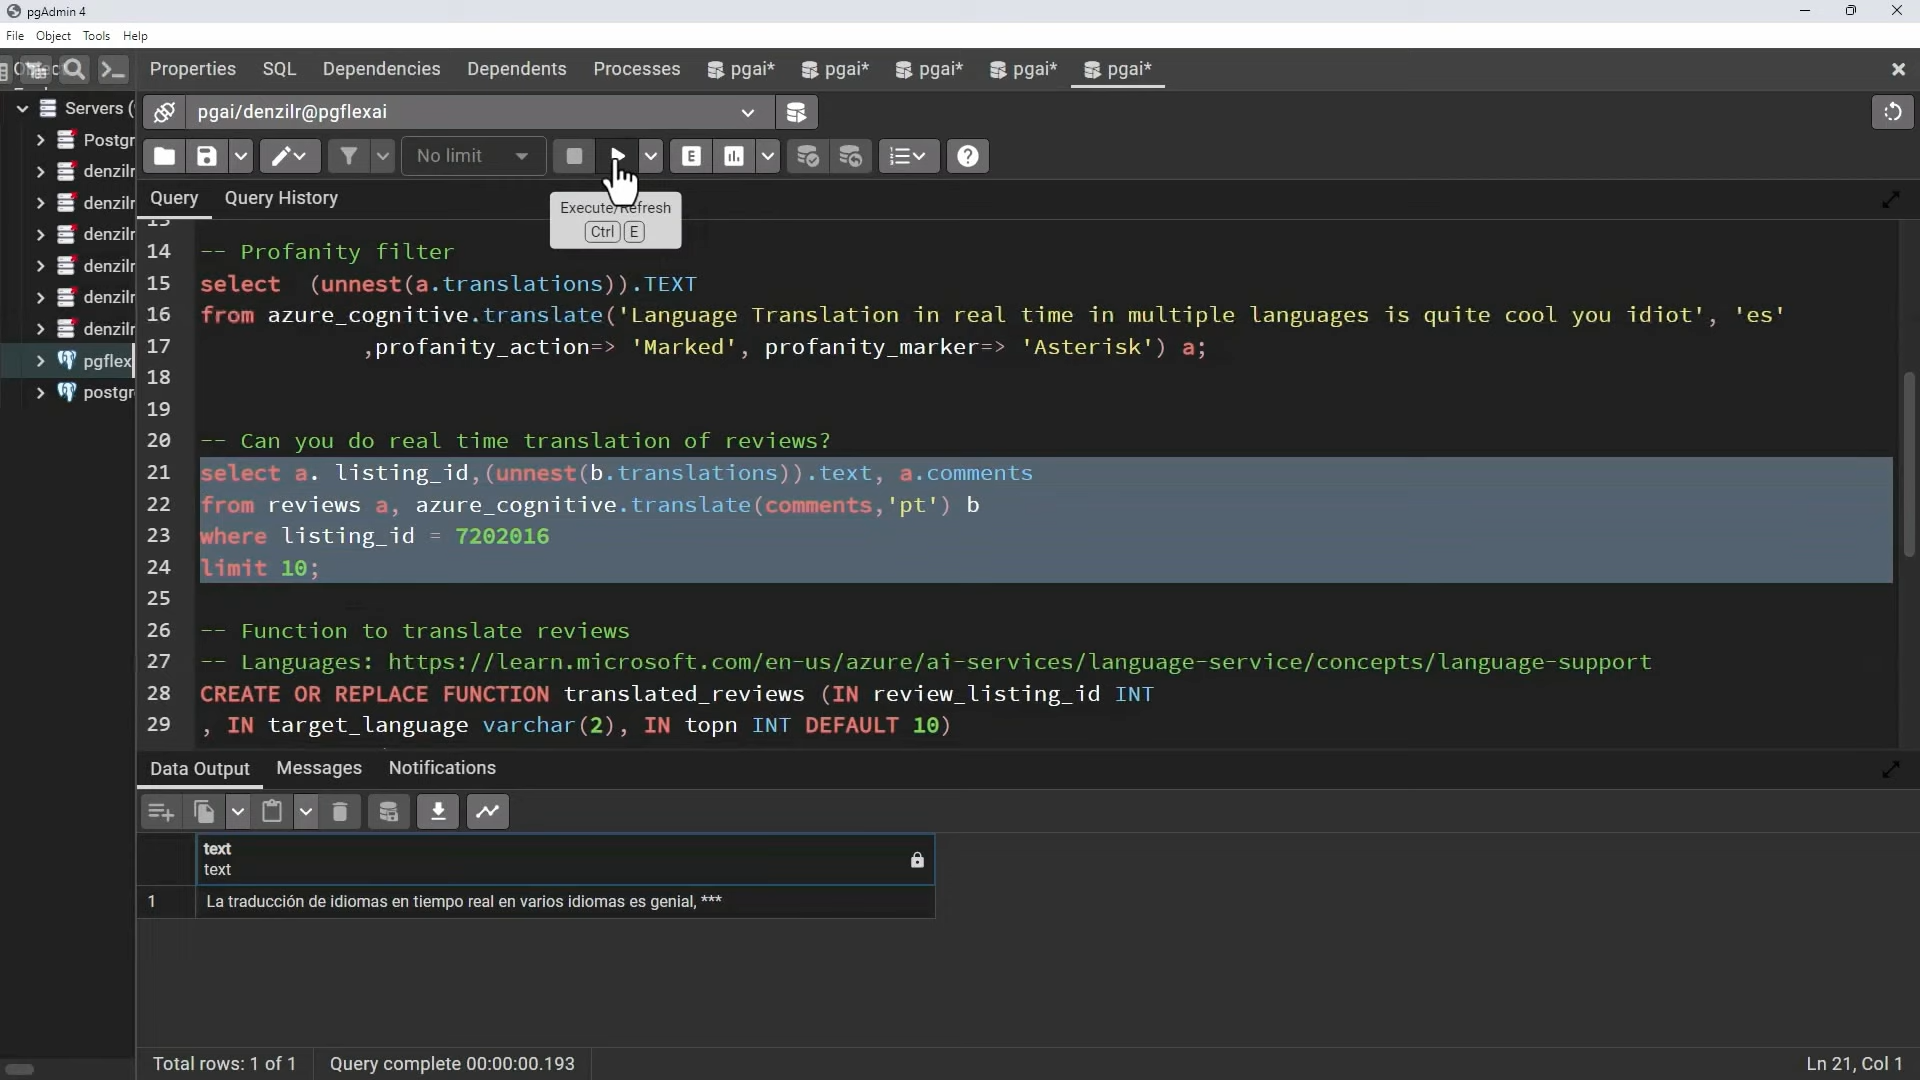 pgAdmin 4
File Object Tools Help
Properties SQL Dependencies Dependents Processes pgai* pgai* pgai* pgai* pgai*
Servers (
Postgr
denzilr
denzilr
denzilr
denzilr
denzilr
denzilr
pgflex
postgr
pgai/denzilr@pgflexai
No limit
E
Query Query History
Execute/Refresh
Ctrl E
13
14 -- Profanity filter
15 select (unnest(a.translations)).TEXT
16 from azure_cognitive.translate('Language Translation in real time in multiple languages is quite cool you idiot', 'es'
17 ,profanity_action=> 'Marked', profanity_marker=> 'Asterisk') a;
18
19
20 -- Can you do real time translation of reviews?
21 select a. listing_id,(unnest(b.translations)).text, a.comments
22 from reviews a, azure_cognitive.translate(comments,'pt') b
23 where listing_id = 7202016
24 limit 10;
25
26 -- Function to translate reviews
27 -- Languages: https://learn.microsoft.com/en-us/azure/ai-services/language-service/concepts/language-support
28 CREATE OR REPLACE FUNCTION translated_reviews (IN review_listing_id INT
29 , IN target_language varchar(2), IN topn INT DEFAULT 10)
Data Output Messages Notifications
text
text
1 La traducción de idiomas en tiempo real en varios idiomas es genial, ***
Total rows: 1 of 1 Query complete 00:00:00.193 Ln 21, Col 1